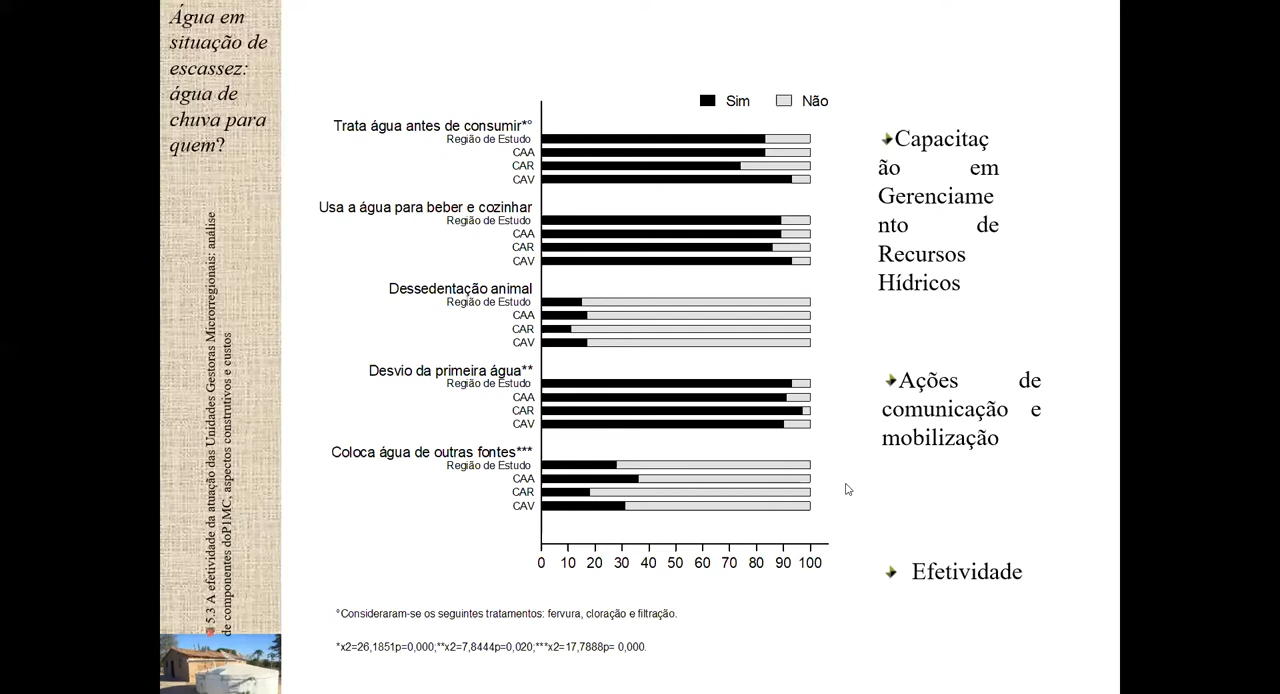 Água em
situação de
escassez:
água de
chuva para
quem?
5.3 A efetividade da atuação das Unidades Gestoras Microrregionais: análise
de componentes doP1MC, aspectos construtivos e custos
Sim Não
Trata água antes de consumir*°
Região de Estudo
CAA
CAR
CAV
Usa a água para beber e cozinhar
Região de Estudo
CAA
CAR
CAV
Dessedentação animal
Região de Estudo
CAA
CAR
CAV
Desvio da primeira água**
Região de Estudo
CAA
CAR
CAV
Coloca água de outras fontes***
Região de Estudo
CAA
CAR
CAV
0 10 20 30 40 50 60 70 80 90 100
°Consideraram-se os seguintes tratamentos: fervura, cloração e filtração.
*x2=26,1851p=0,000;**x2=7,8444p=0,020;***x2=17,7888p= 0,000.
Capacitaç
ão em
Gerenciame
nto de
Recursos
Hídricos
Ações de
comunicação e
mobilização
Efetividade